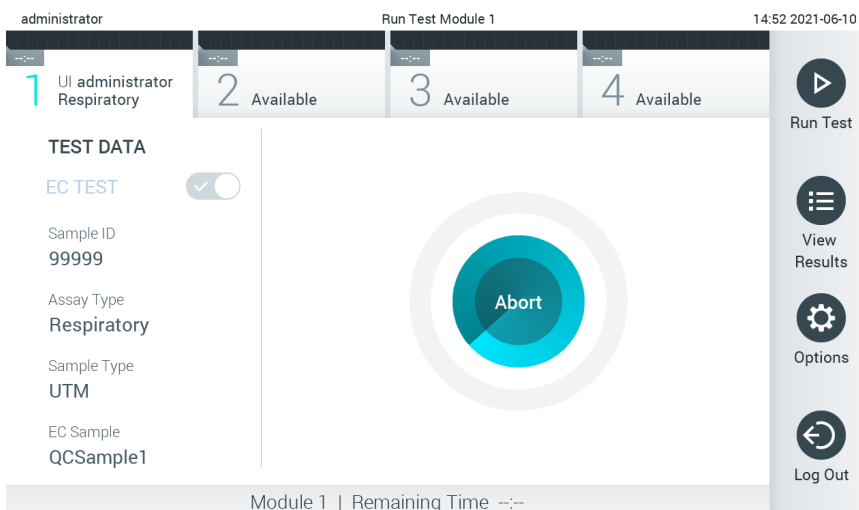 administrator
Run Test Module 1
14:52 2021-06-10
--:--
--:--
--:--
--:--
1
UI administrator
Respiratory
2 Available
3 Available
4 Available
TEST DATA
EC TEST
Sample ID
99999
Assay Type
Respiratory
Sample Type
UTM
EC Sample
QCSample1
Abort
Run Test
View
Results
Options
Log Out
Module 1 | Remaining Time --:--